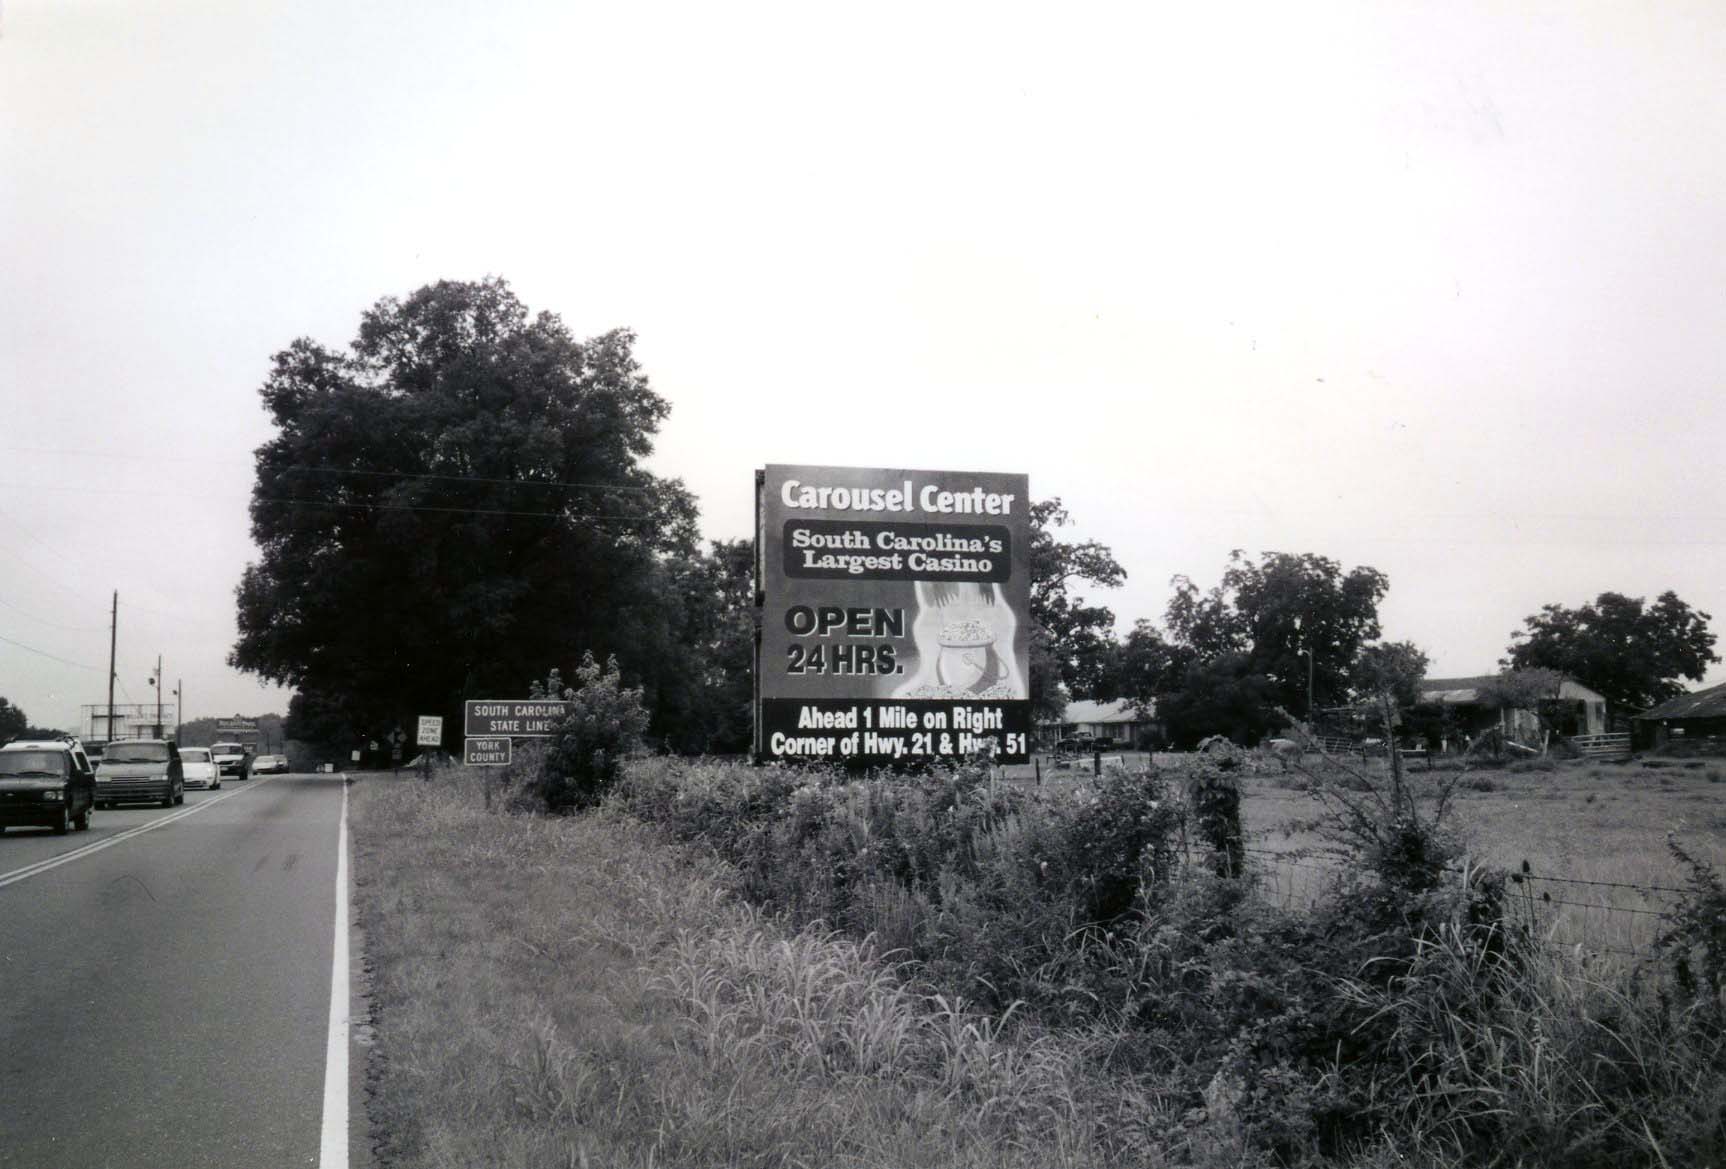 Carousel Center
South Carolina's
Largest Casino
OPEN
24 HRS.
Ahead 1 Mile on Right
Corner of Hwy. 21 & Hwy. 51
SOUTH CAROLINA
STATE LINE
YORK
COUNTY
SPEED
ZONE
AHEAD